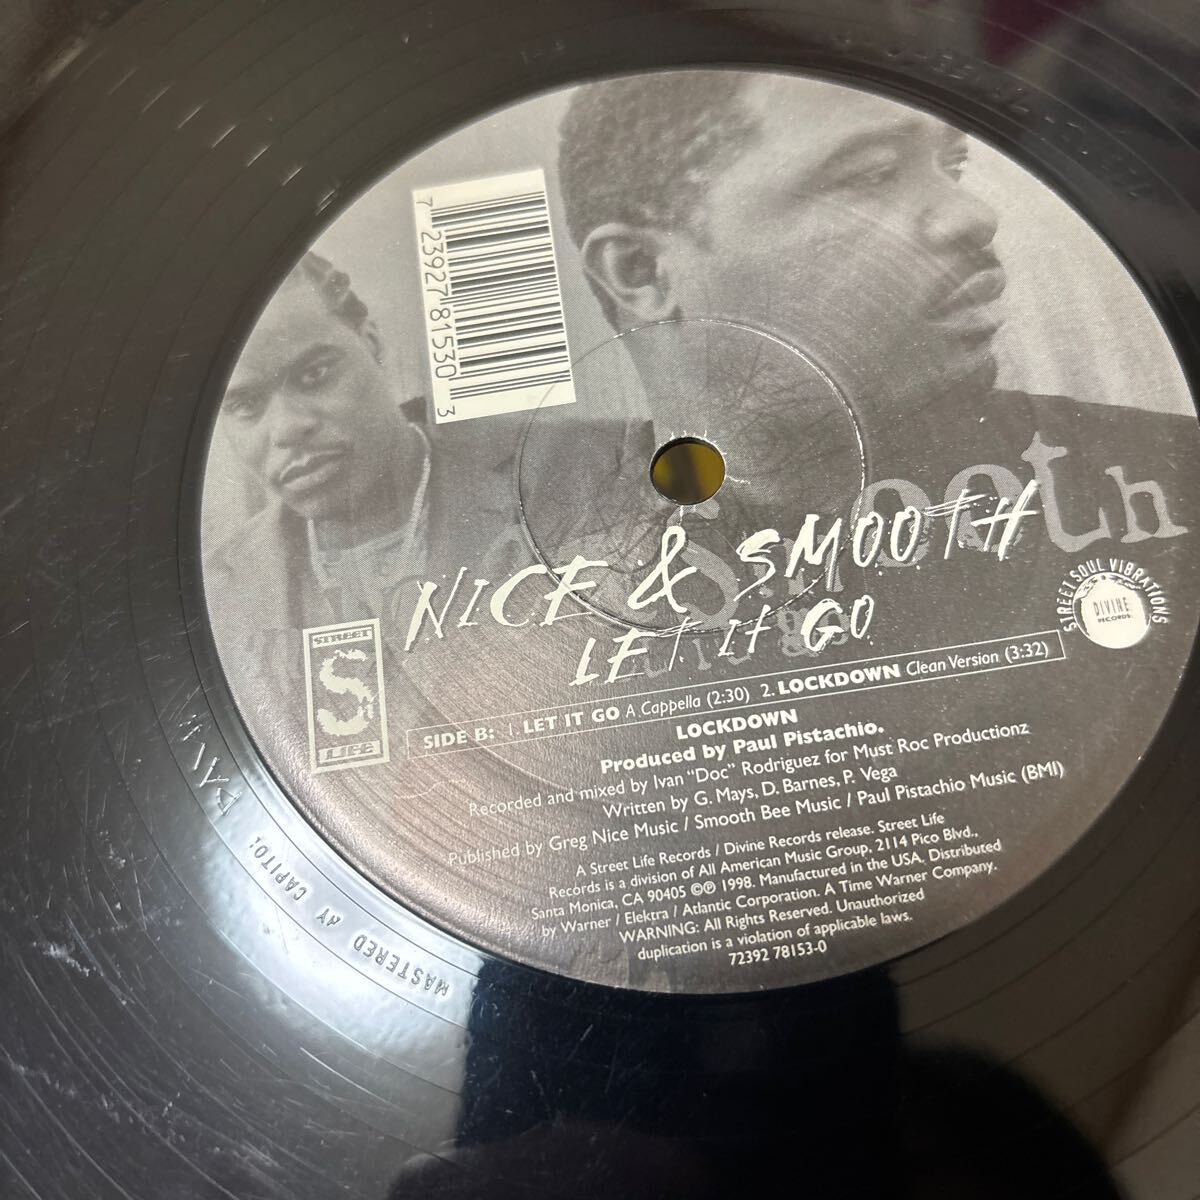 7 23927 81530 3
Smooth
NICE & SMOOTH
LET IT GO
STREET
S
LIFE
STREET SOUL VIBRATIONS
DIVINE
RECORDS
SIDE B: 1. LET IT GO A Cappella (2:30) 2. LOCKDOWN Clean Version (3:32)
LOCKDOWN
Produced by Paul Pistachio.
Recorded and mixed by Ivan "Doc" Rodriguez for Must Roc Productionz
Written by G. Mays, D. Barnes, P. Vega
Published by Greg Nice Music / Smooth Bee Music / Paul Pistachio Music (BMI)
A Street Life Records / Divine Records release. Street Life
Records is a division of All American Music Group, 2114 Pico Blvd.,
Santa Monica, CA 90405 ©℗ 1998. Manufactured in the USA. Distributed
by Warner / Elektra / Atlantic Corporation. A Time Warner Company.
WARNING: All Rights Reserved. Unauthorized
duplication is a violation of applicable laws.
72392 78153-0
MASTERED BY CAPITOL